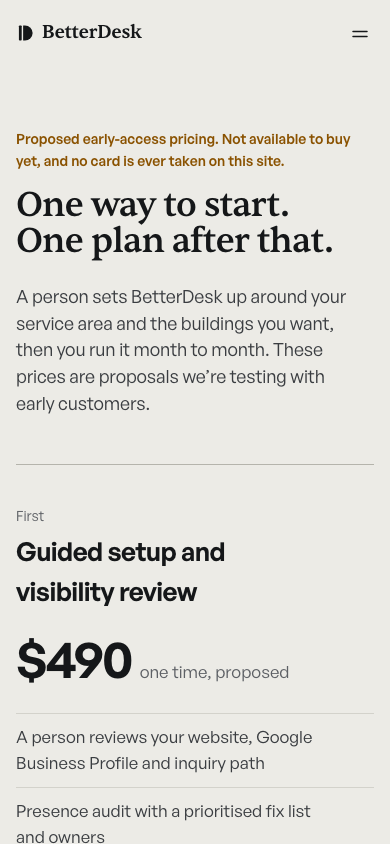 BetterDesk
Proposed early-access pricing. Not available to buy
yet, and no card is ever taken on this site.
One way to start.
One plan after that.
A person sets BetterDesk up around your
service area and the buildings you want,
then you run it month to month. These
prices are proposals we’re testing with
early customers.
First
Guided setup and
visibility review
$490 one time, proposed
A person reviews your website, Google
Business Profile and inquiry path
Presence audit with a prioritised fix list
and owners